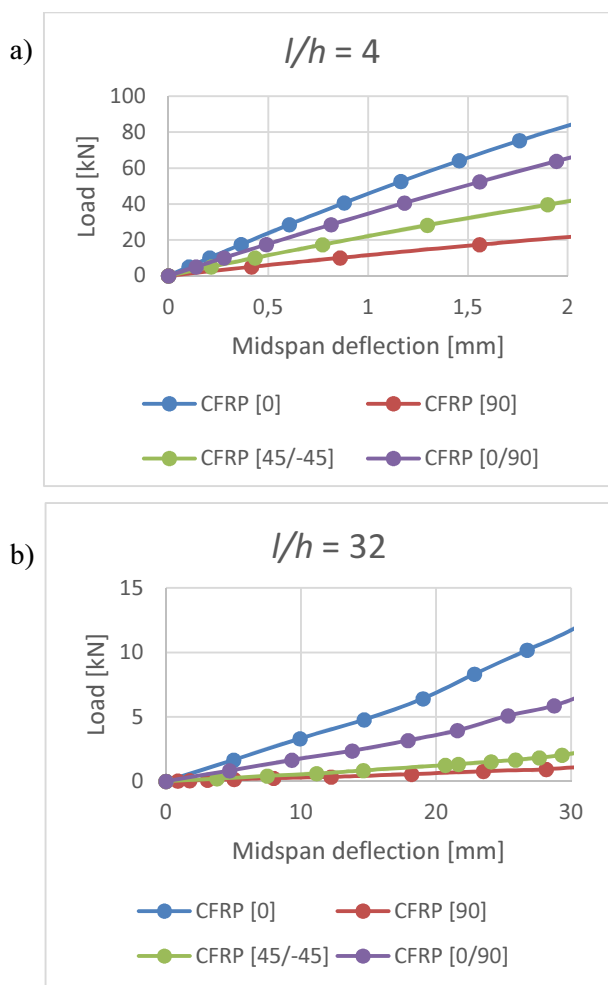 a)
l/h = 4
Load [kN]
100
80
60
40
20
0
0 0,5 1 1,5 2
Midspan deflection [mm]
CFRP [0] CFRP [90]
CFRP [45/-45] CFRP [0/90]
b)
l/h = 32
Load [kN]
15
10
5
0
0 10 20 30
Midspan deflection [mm]
CFRP [0] CFRP [90]
CFRP [45/-45] CFRP [0/90]